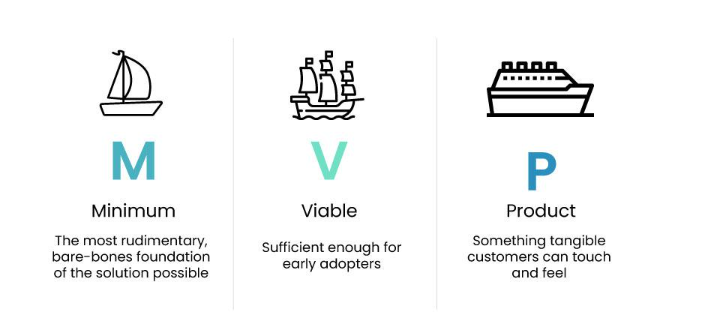 M
Minimum
The most rudimentary,
bare-bones foundation
of the solution possible
V
Viable
Sufficient enough for
early adopters
P
Product
Something tangible
customers can touch
and feel